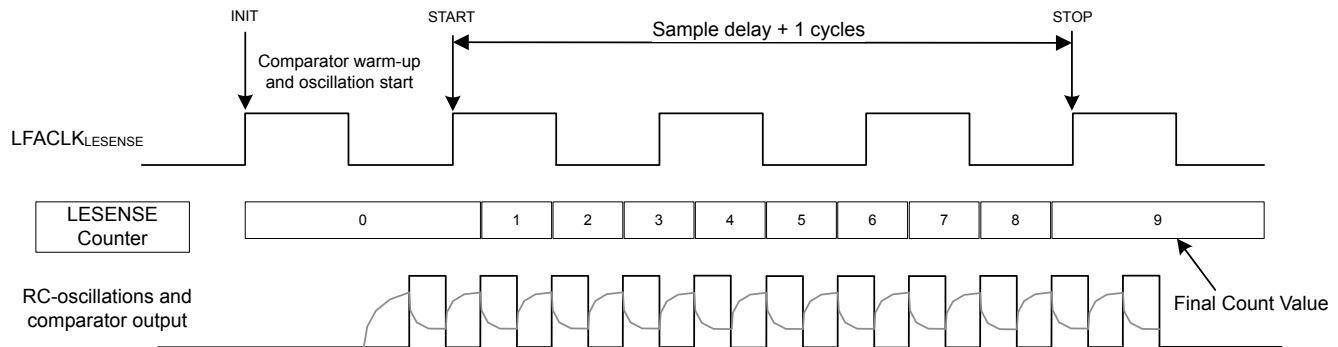 INIT
START
STOP
Sample delay + 1 cycles
Comparator warm-up
and oscillation start
LFACLKLESENSE
LESENSE
Counter
0 1 2 3 4 5 6 7 8 9
RC-oscillations and
comparator output
Final Count Value